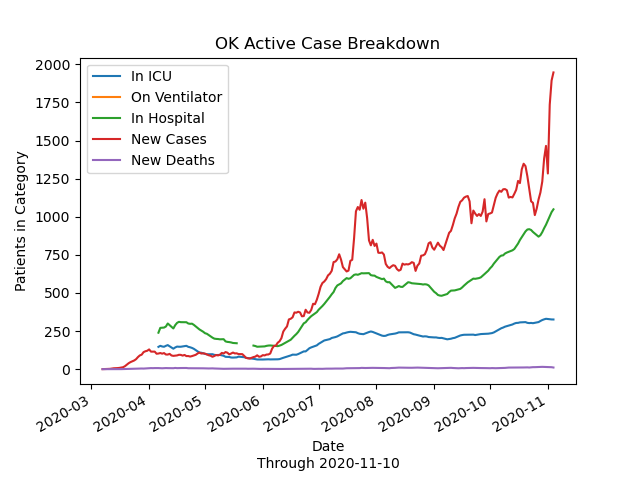 OK Active Case Breakdown
In ICU
On Ventilator
In Hospital
New Cases
New Deaths
2000
1750
1500
1250
1000
750
500
250
0
Patients in Category
2020-03
2020-04
2020-05
2020-06
2020-07
2020-08
2020-09
2020-10
2020-11
Date
Through 2020-11-10